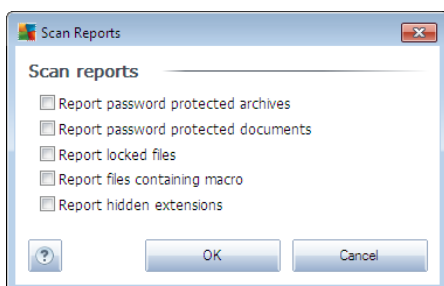 Scan Reports
Scan reports
Report password protected archives
Report password protected documents
Report locked files
Report files containing macro
Report hidden extensions
?
OK
Cancel